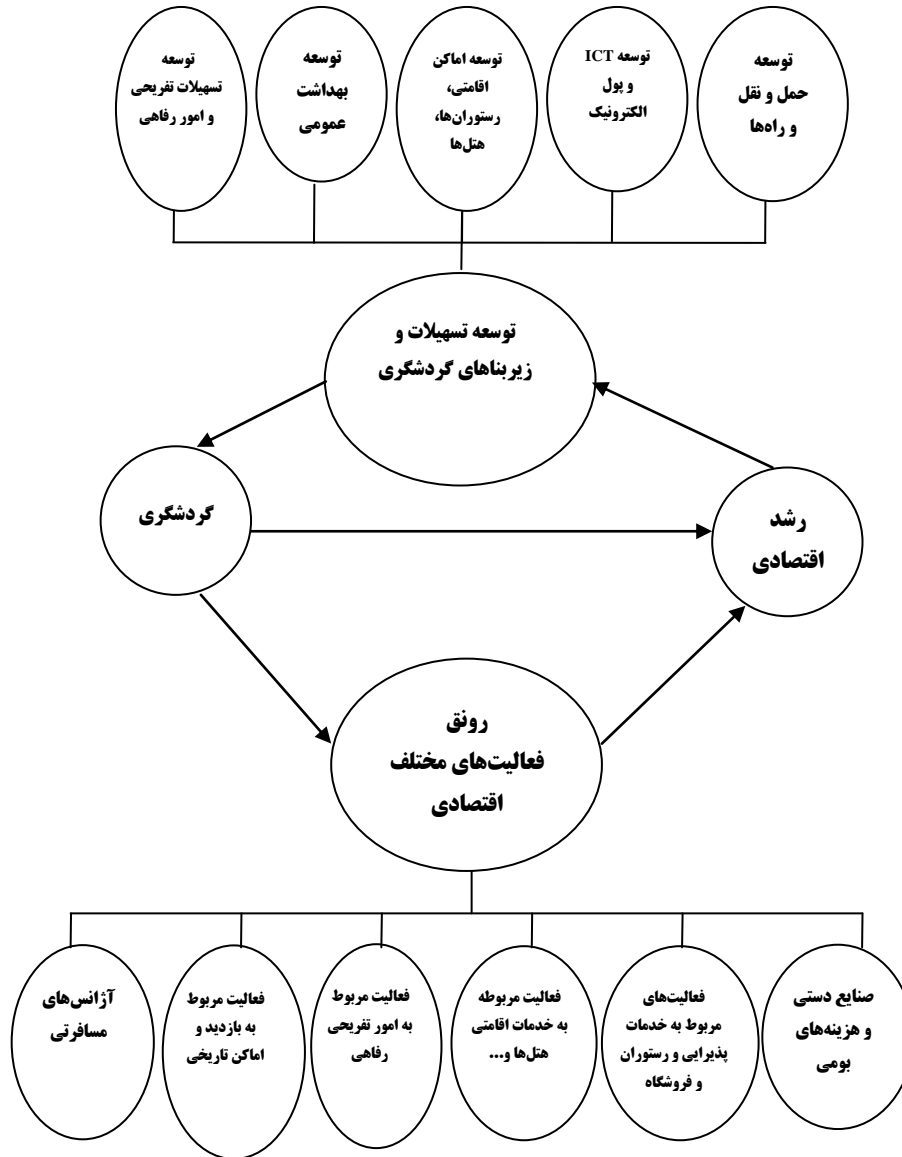 توسعه
حمل و نقل
و راه‌ها
توسعه ICT
و پول
الکترونیک
توسعه اماکن
اقامتی،
رستوران‌ها،
هتل‌ها
توسعه
بهداشت
عمومی
توسعه
تسهیلات تفریحی
و امور رفاهی
توسعه تسهیلات و
زیربناهای گردشگری
رشد
اقتصادی
گردشگری
رونق
فعالیت‌های مختلف
اقتصادی
صنایع دستی
و هزینه‌های
بومی
فعالیت‌های
مربوط به خدمات
پذیرایی و رستوران
و فروشگاه
فعالیت مربوطه
به خدمات اقامتی
هتل‌ها و...
فعالیت مربوط
به امور تفریحی
رفاهی
فعالیت مربوط
به بازدید و
اماکن تاریخی
آژانس‌های
مسافرتی